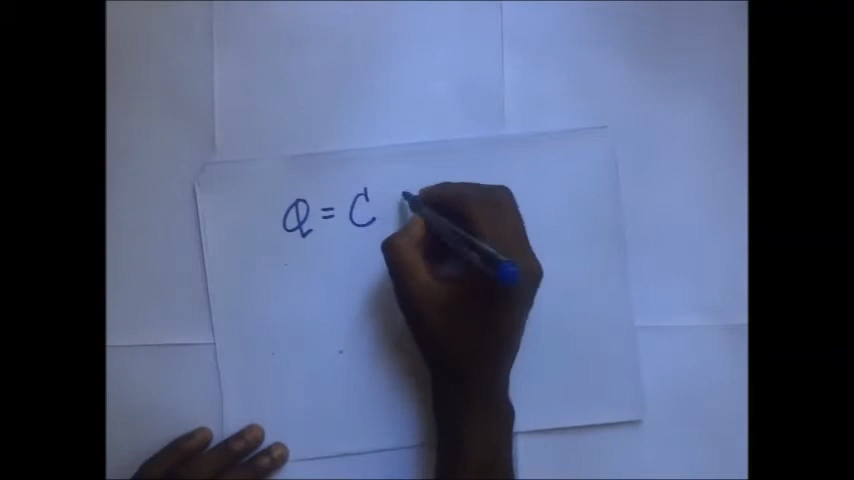 Q = C